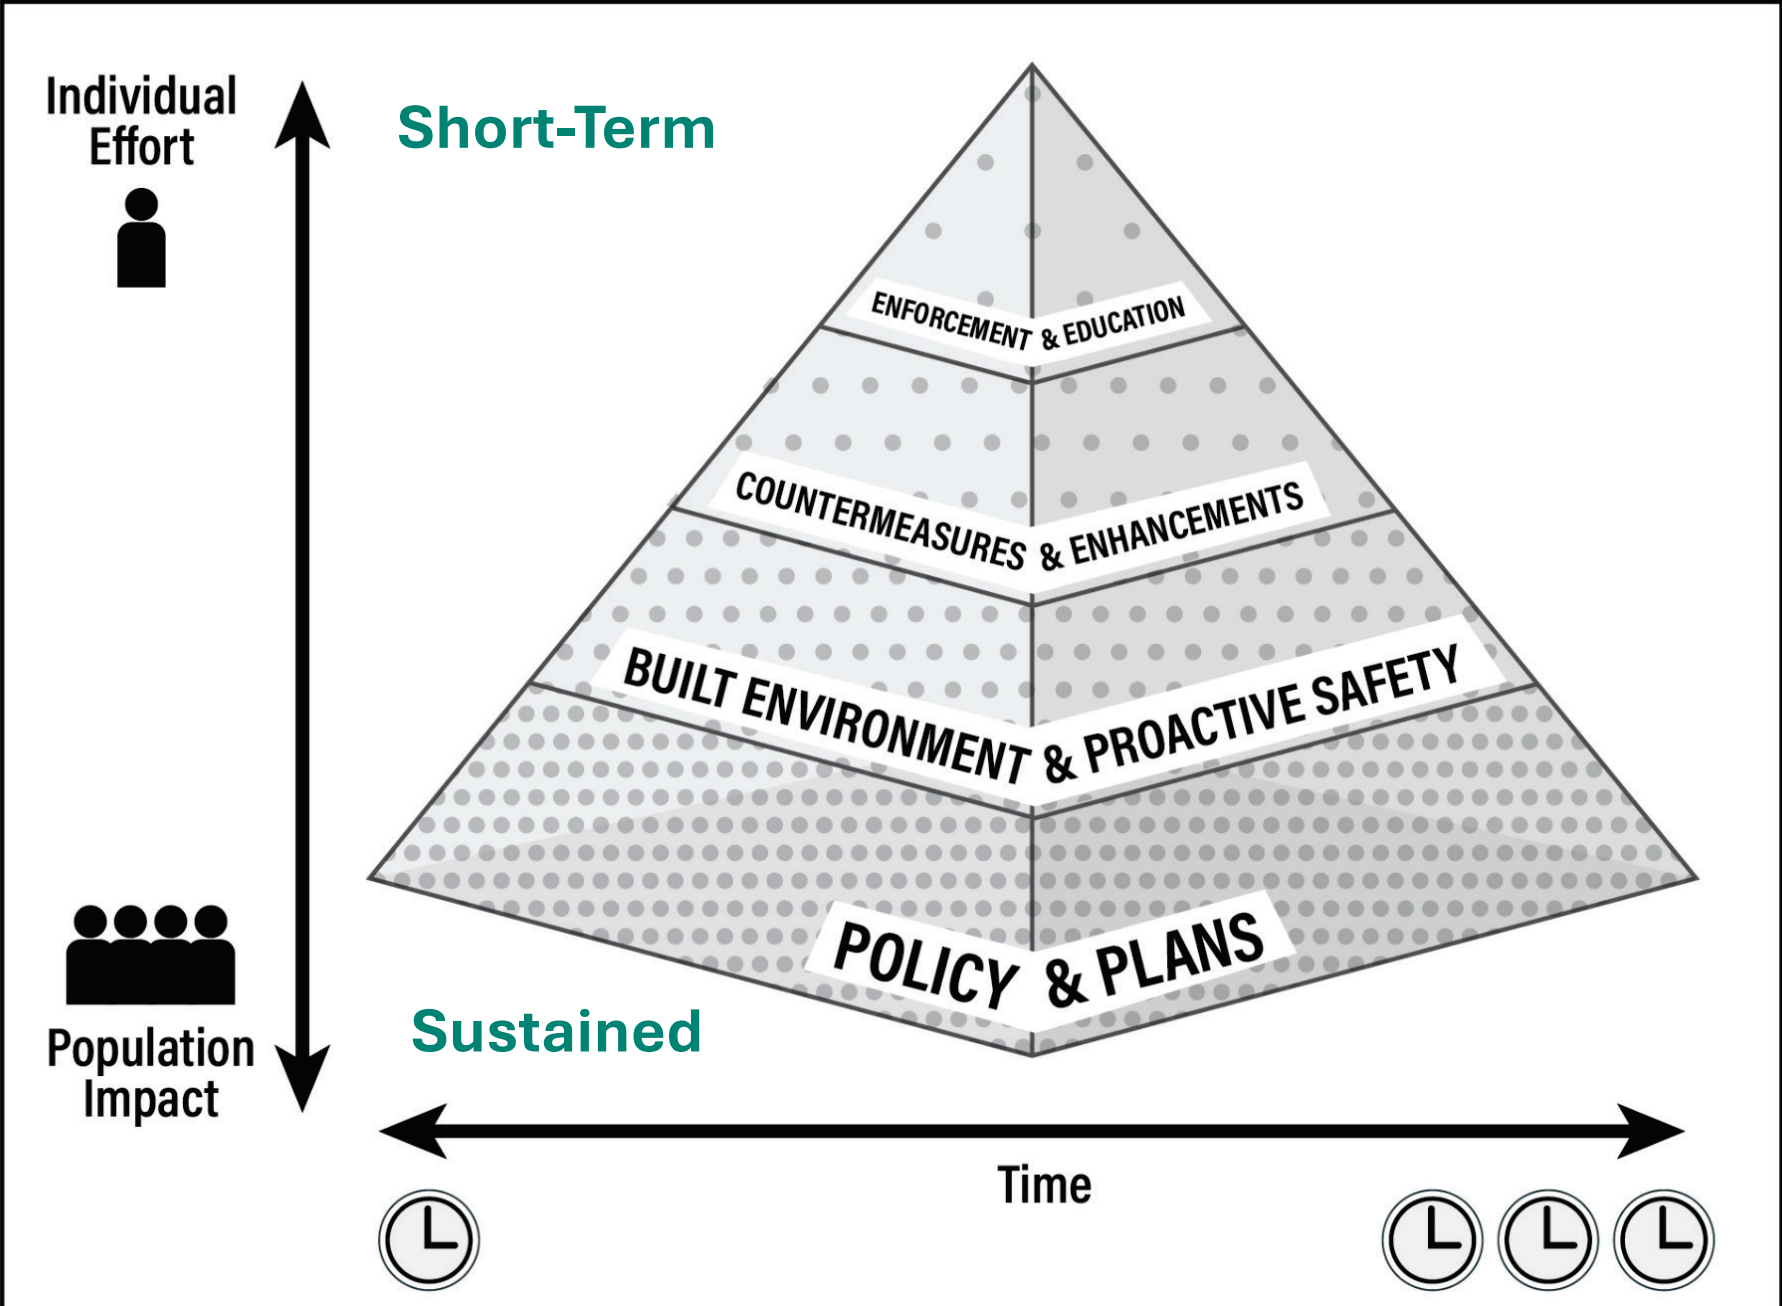 Individual
Effort
Short-Term
ENFORCEMENT & EDUCATION
COUNTERMEASURES & ENHANCEMENTS
BUILT ENVIRONMENT & PROACTIVE SAFETY
POLICY & PLANS
Sustained
Population
Impact
Time